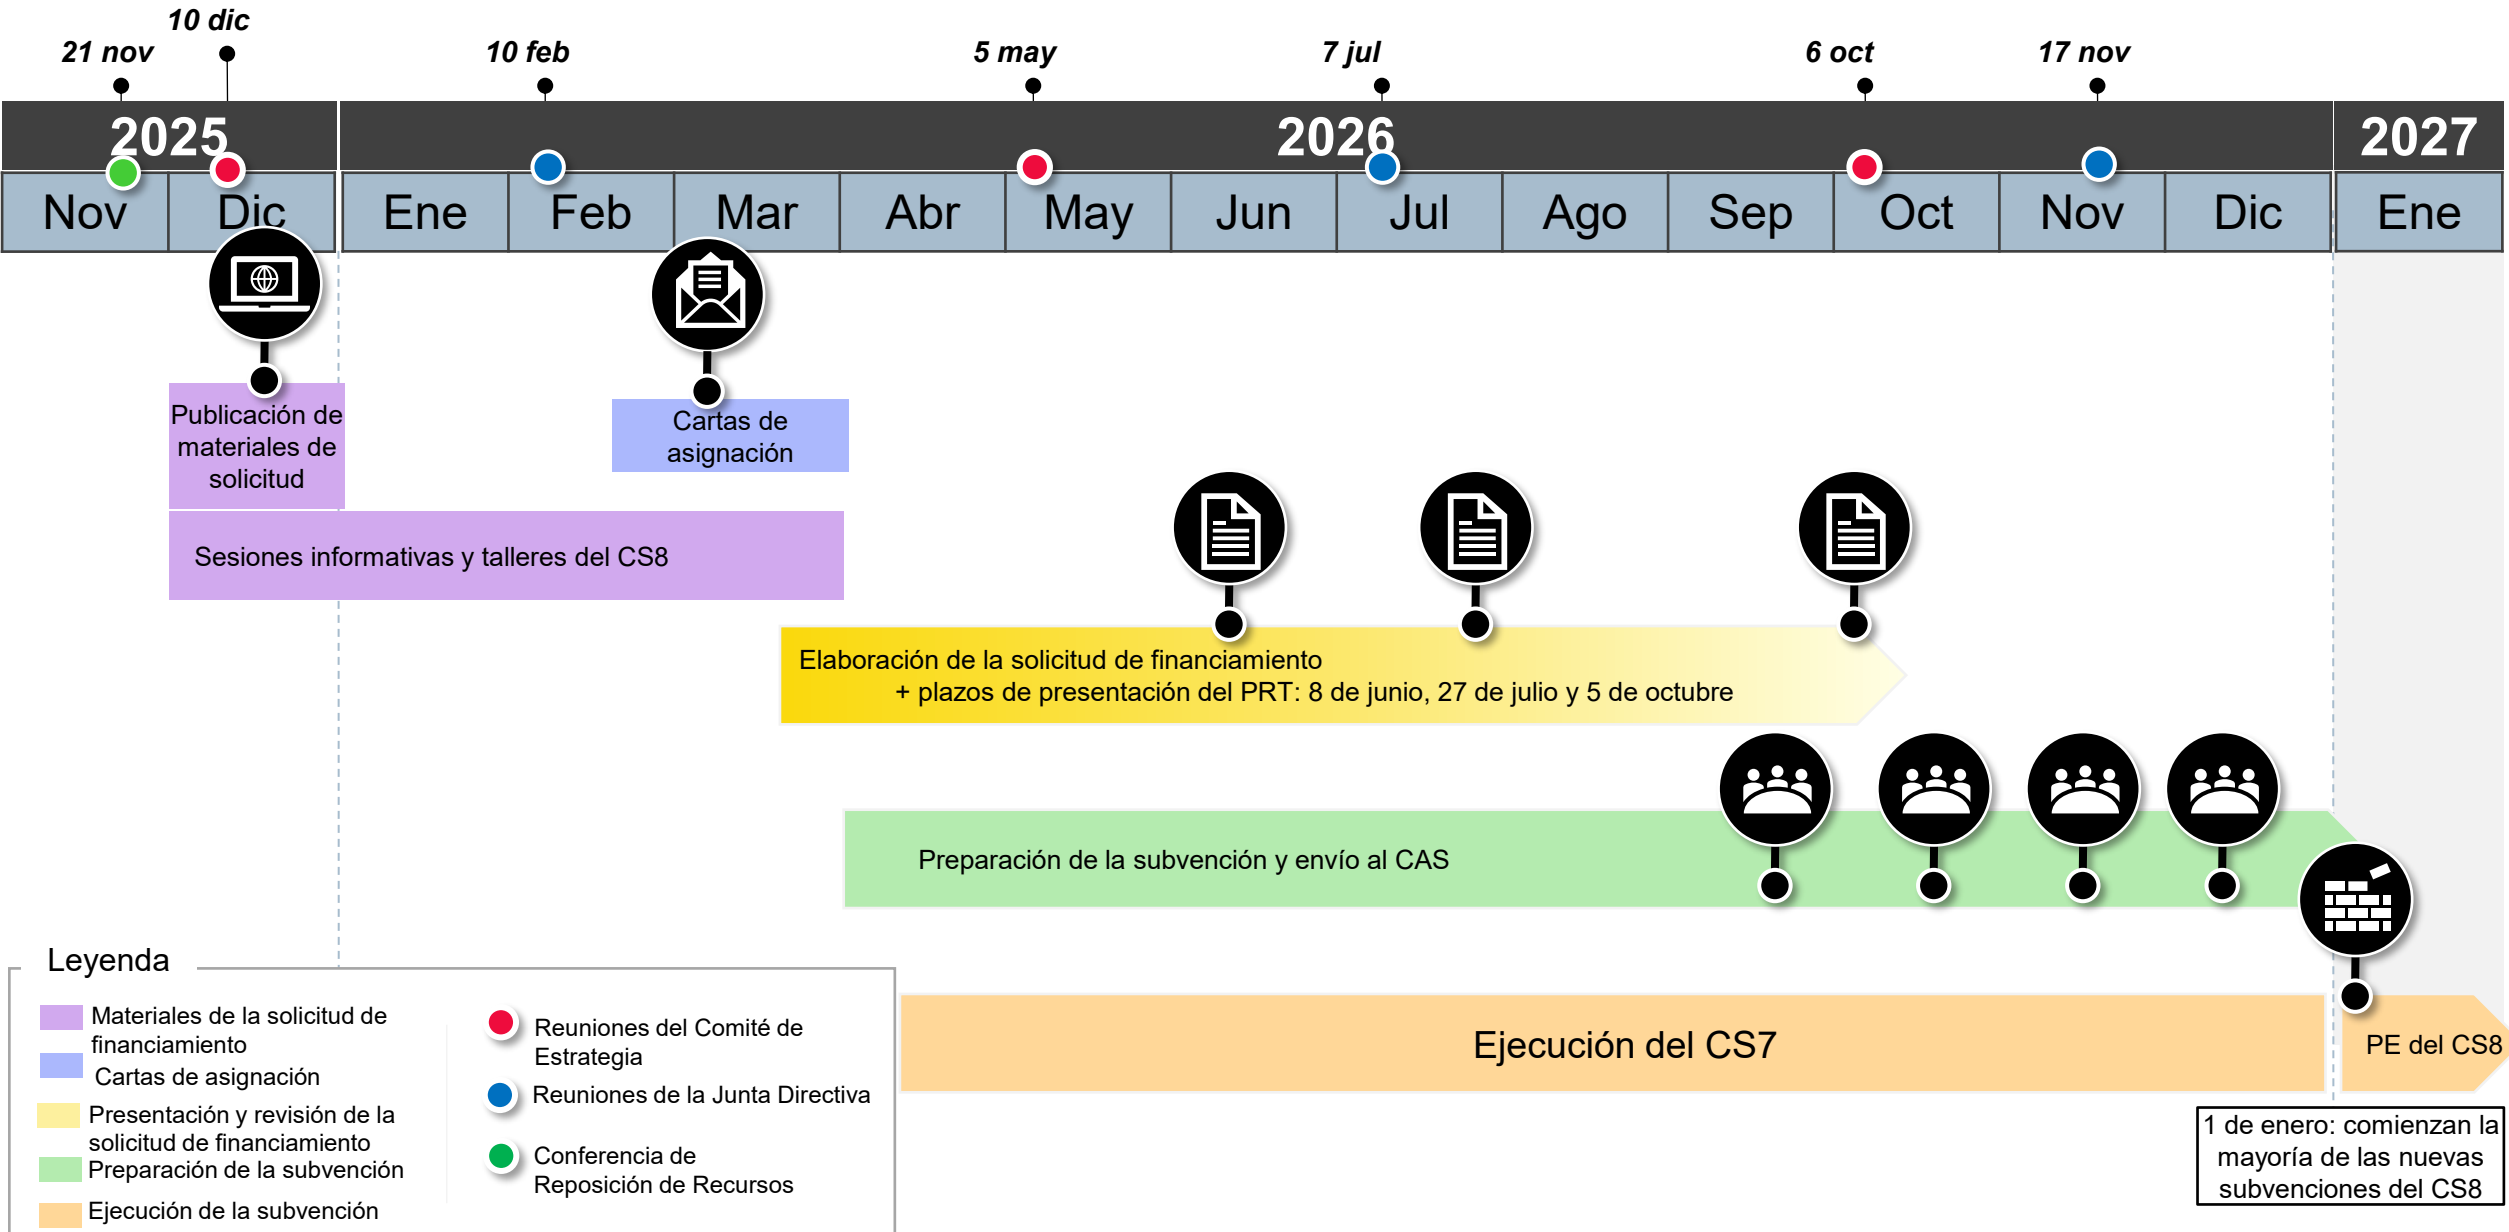 10 dic
21 nov
10 feb
5 may
7 jul
6 oct
17 nov
2025
2026
2027
Nov
Dic
Ene
Feb
Mar
Abr
May
Jun
Jul
Ago
Sep
Oct
Nov
Dic
Ene
Publicación de
materiales de
solicitud
Cartas de
asignación
Sesiones informativas y talleres del CS8
Elaboración de la solicitud de financiamiento
+ plazos de presentación del PRT: 8 de junio, 27 de julio y 5 de octubre
Preparación de la subvención y envío al CAS
Ejecución del CS7
PE del CS8
1 de enero: comienzan la
mayoría de las nuevas
subvenciones del CS8
Leyenda
Materiales de la solicitud de
financiamiento
Cartas de asignación
Presentación y revisión de la
solicitud de financiamiento
Preparación de la subvención
Ejecución de la subvención
Reuniones del Comité de
Estrategia
Reuniones de la Junta Directiva
Conferencia de
Reposición de Recursos